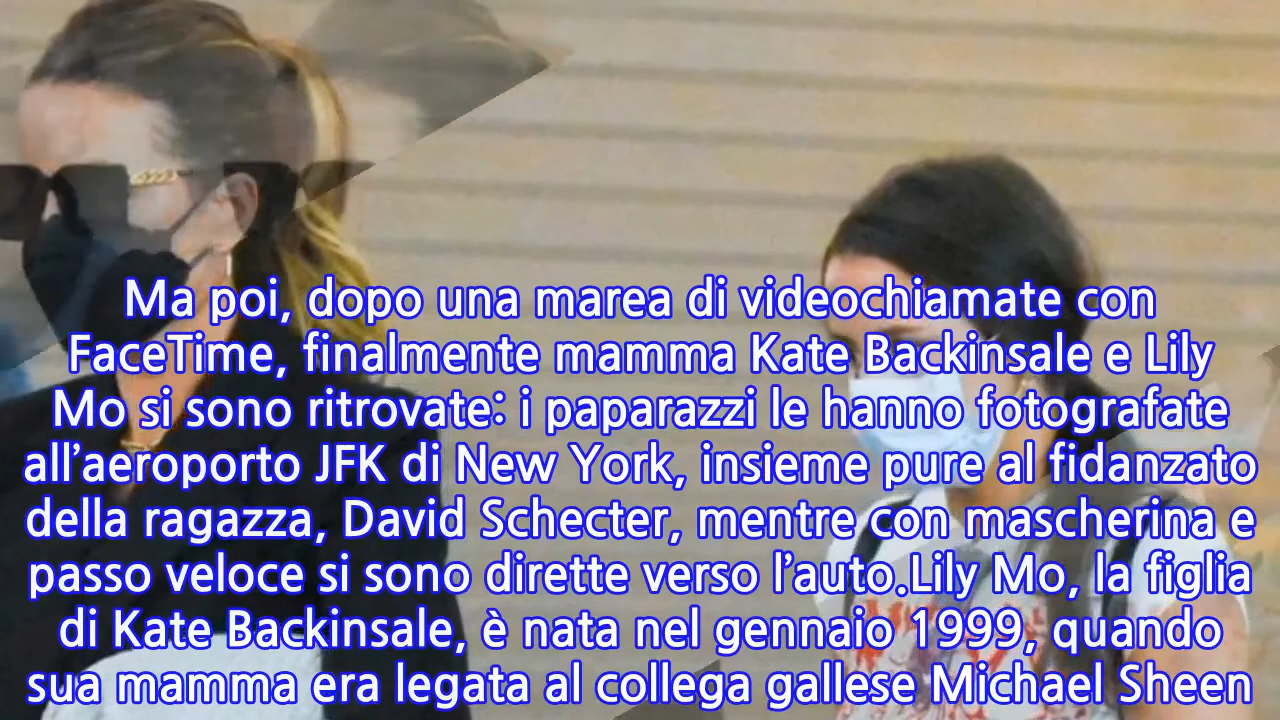 Ma poi, dopo una marea di videochiamate con
FaceTime, finalmente mamma Kate Backinsale e Lily
Mo si sono ritrovate: i paparazzi le hanno fotografate
all’aeroporto JFK di New York, insieme pure al fidanzato
della ragazza, David Schecter, mentre con mascherina e
passo veloce si sono dirette verso l’auto.Lily Mo, la figlia
di Kate Backinsale, è nata nel gennaio 1999, quando
sua mamma era legata al collega gallese Michael Sheen